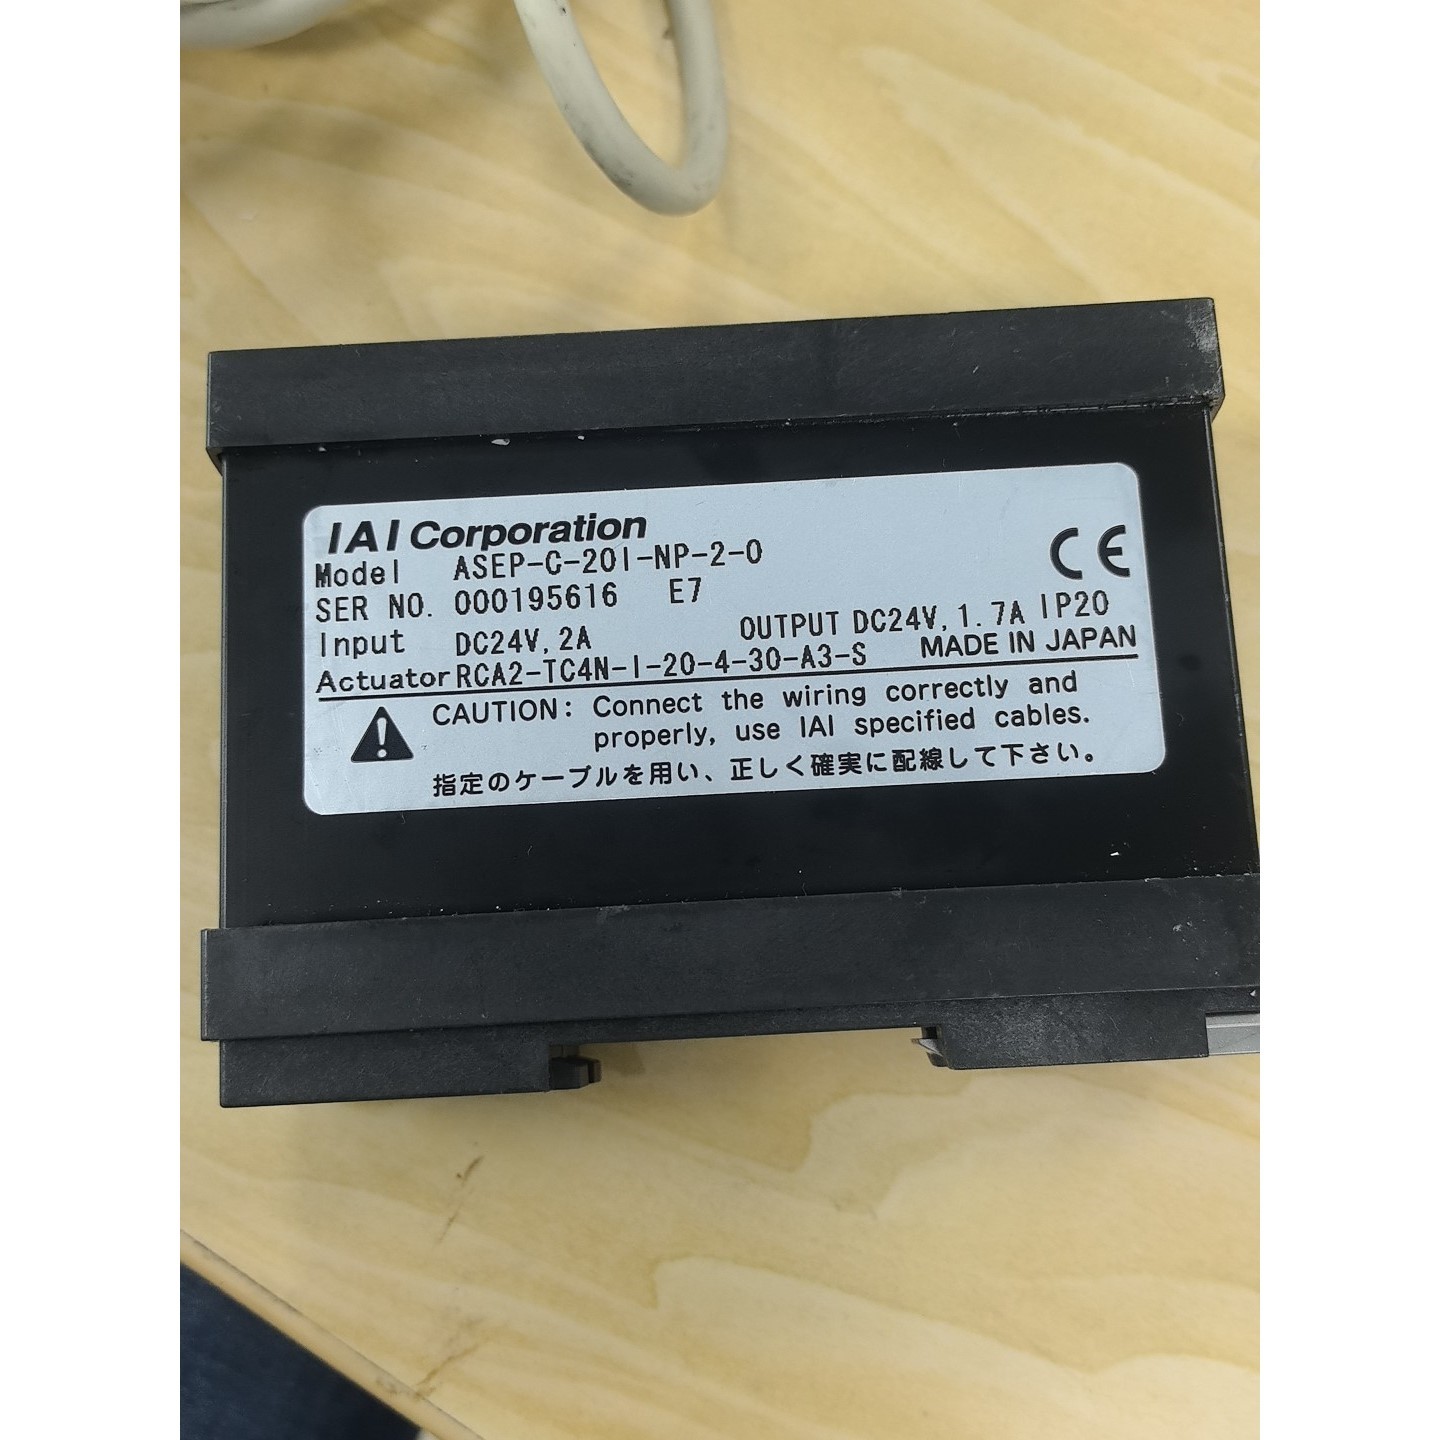 IAI Corporation
Model ASEP-C-20I-NP-2-0
SER NO. 000195616 E7
Input DC24V, 2A OUTPUT DC24V, 1.7A IP20
Actuator RCA2-TC4N-I-20-4-30-A3-S MADE IN JAPAN
CE
CAUTION: Connect the wiring correctly and
properly, use IAI specified cables.
指定のケーブルを用い、正しく確実に配線して下さい。